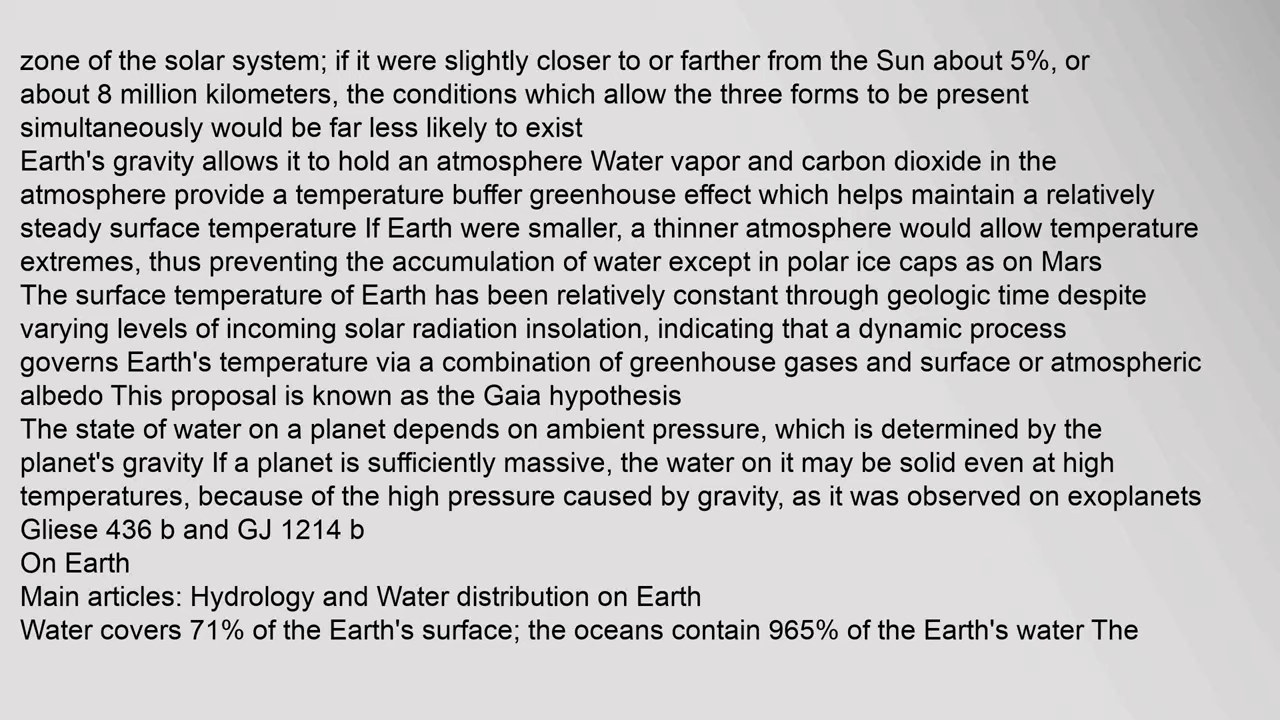 zone of the solar system; if it were slightly closer to or farther from the Sun about 5%, or
about 8 million kilometers, the conditions which allow the three forms to be present
simultaneously would be far less likely to exist
Earth's gravity allows it to hold an atmosphere Water vapor and carbon dioxide in the
atmosphere provide a temperature buffer greenhouse effect which helps maintain a relatively
steady surface temperature If Earth were smaller, a thinner atmosphere would allow temperature
extremes, thus preventing the accumulation of water except in polar ice caps as on Mars
The surface temperature of Earth has been relatively constant through geologic time despite
varying levels of incoming solar radiation insolation, indicating that a dynamic process
governs Earth's temperature via a combination of greenhouse gases and surface or atmospheric
albedo This proposal is known as the Gaia hypothesis
The state of water on a planet depends on ambient pressure, which is determined by the
planet's gravity If a planet is sufficiently massive, the water on it may be solid even at high
temperatures, because of the high pressure caused by gravity, as it was observed on exoplanets
Gliese 436 b and GJ 1214 b
On Earth
Main articles: Hydrology and Water distribution on Earth
Water covers 71% of the Earth's surface; the oceans contain 965% of the Earth's water The